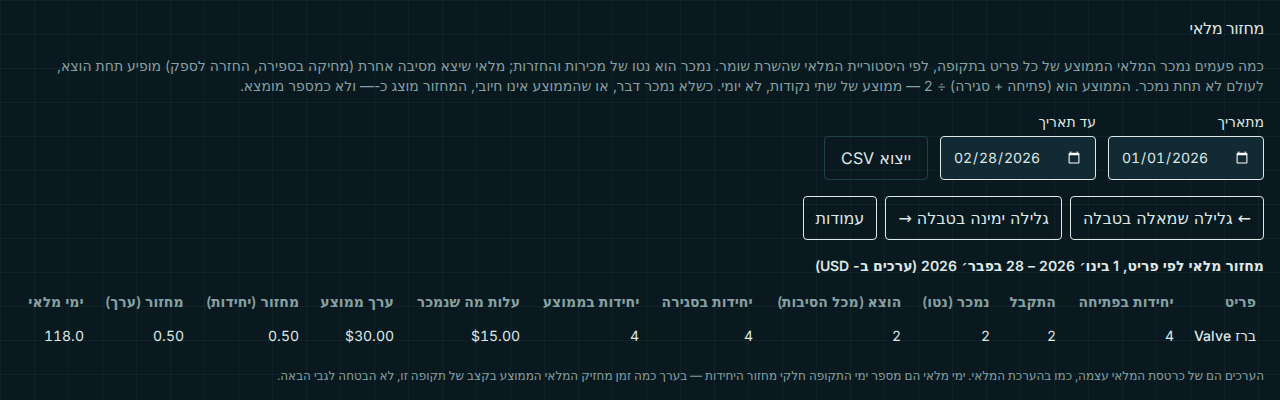 מחזור מלאי
כמה פעמים נמכר המלאי הממוצע של כל פריט בתקופה, לפי היסטוריית המלאי שהשרת שומר. נמכר הוא נטו של מכירות והחזרות; מלאי שיצא מסיבה אחרת (מחיקה בספירה, החזרה לספק) מופיע תחת הוצא,
לעולם לא תחת נמכר. הממוצע הוא (פתיחה + סגירה) ÷ 2 — ממוצע של שתי נקודות, לא יומי. כשלא נמכר דבר, או שהממוצע אינו חיובי, המחזור מוצג כ-— ולא כמספר מומצא.
מתאריך עד תאריך
01/01/2026 02/28/2026 ייצוא CSV
← גלילה שמאלה בטבלה גלילה ימינה בטבלה → עמודות
מחזור מלאי לפי פריט, 1 בינו׳ 2026 – 28 בפבר׳ 2026 (ערכים ב- USD)
פריט יחידות בפתיחה התקבל נמכר (נטו) הוצא (מכל הסיבות) יחידות בסגירה יחידות בממוצע עלות מה שנמכר ערך ממוצע מחזור (יחידות) מחזור (ערך) ימי מלאי
ברז Valve 4 2 2 2 4 4 $15.00 $30.00 0.50 0.50 118.0
הערכים הם של כרטסת המלאי עצמה, כמו בהערכת המלאי. ימי מלאי הם מספר ימי התקופה חלקי מחזור היחידות — בערך כמה זמן מחזיק המלאי הממוצע בקצב של תקופה זו, לא הבטחה לגבי הבאה.